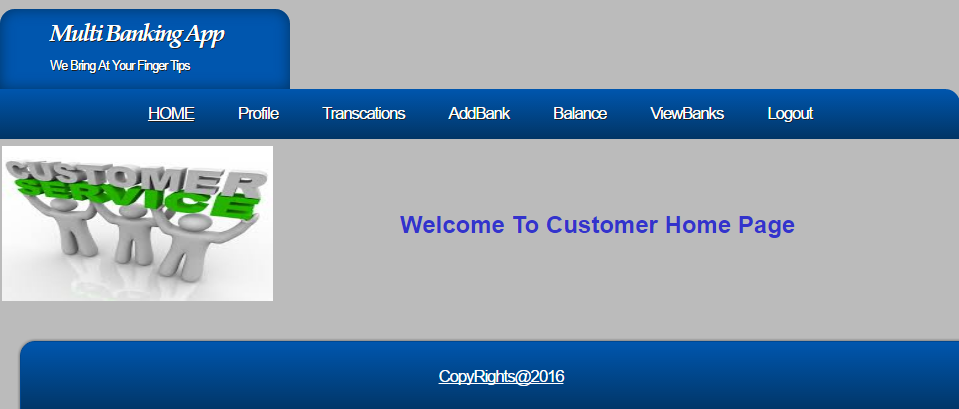 Multi Banking App
We Bring At Your Finger Tips
HOME Profile Transcations AddBank Balance ViewBanks Logout
CUSTOMER
SERVICE
Welcome To Customer Home Page
CopyRights@2016